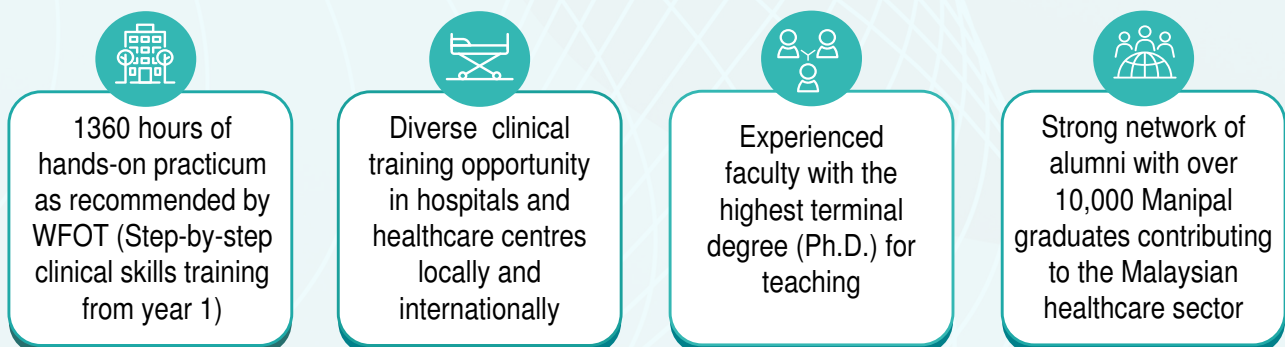 1360 hours of
hands-on practicum
as recommended by
WFOT (Step-by-step
clinical skills training
from year 1)
Diverse clinical
training opportunity
in hospitals and
healthcare centres
locally and
internationally
Experienced
faculty with the
highest terminal
degree (Ph.D.) for
teaching
Strong network of
alumni with over
10,000 Manipal
graduates contributing
to the Malaysian
healthcare sector